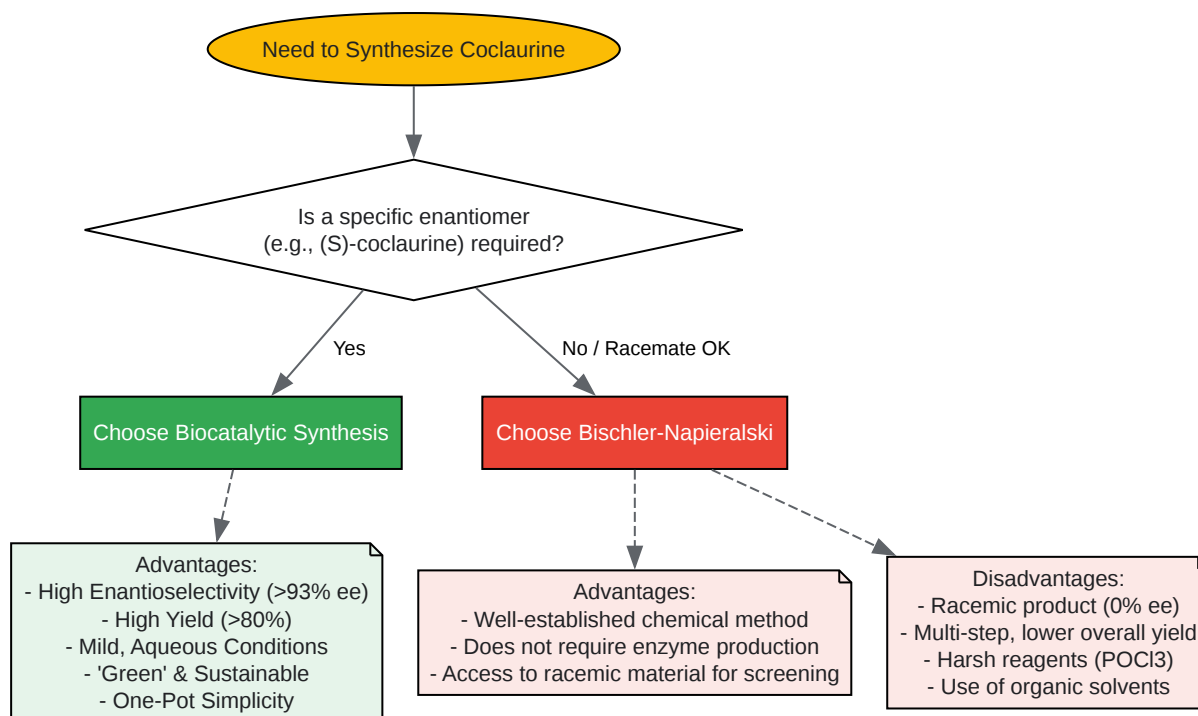 Need to Synthesize Coclaurine
Is a specific enantiomer
(e.g., (S)-coclaurine) required?
Yes
No / Racemate OK
Choose Biocatalytic Synthesis
Choose Bischler-Napieralski
Advantages:
- High Enantioselectivity (>93% ee)
- High Yield (>80%)
- Mild, Aqueous Conditions
- 'Green' & Sustainable
- One-Pot Simplicity
Advantages:
- Well-established chemical method
- Does not require enzyme production
- Access to racemic material for screening
Disadvantages:
- Racemic product (0% ee)
- Multi-step, lower overall yield
- Harsh reagents (POCl3)
- Use of organic solvents